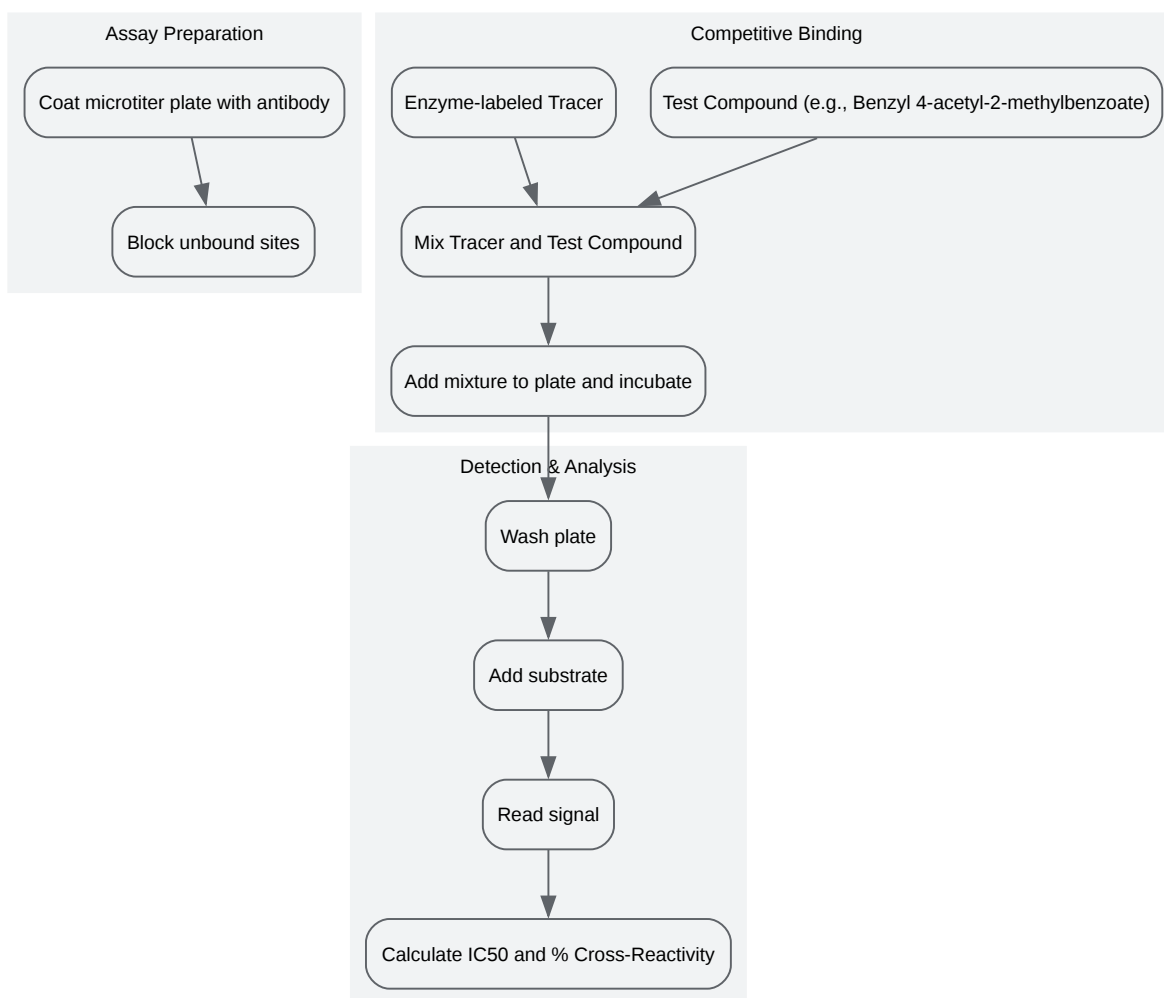 Assay Preparation
Coat microtiter plate with antibody
Block unbound sites
Competitive Binding
Enzyme-labeled Tracer
Test Compound (e.g., Benzyl 4-acetyl-2-methylbenzoate)
Mix Tracer and Test Compound
Add mixture to plate and incubate
Detection & Analysis
Wash plate
Add substrate
Read signal
Calculate IC50 and % Cross-Reactivity